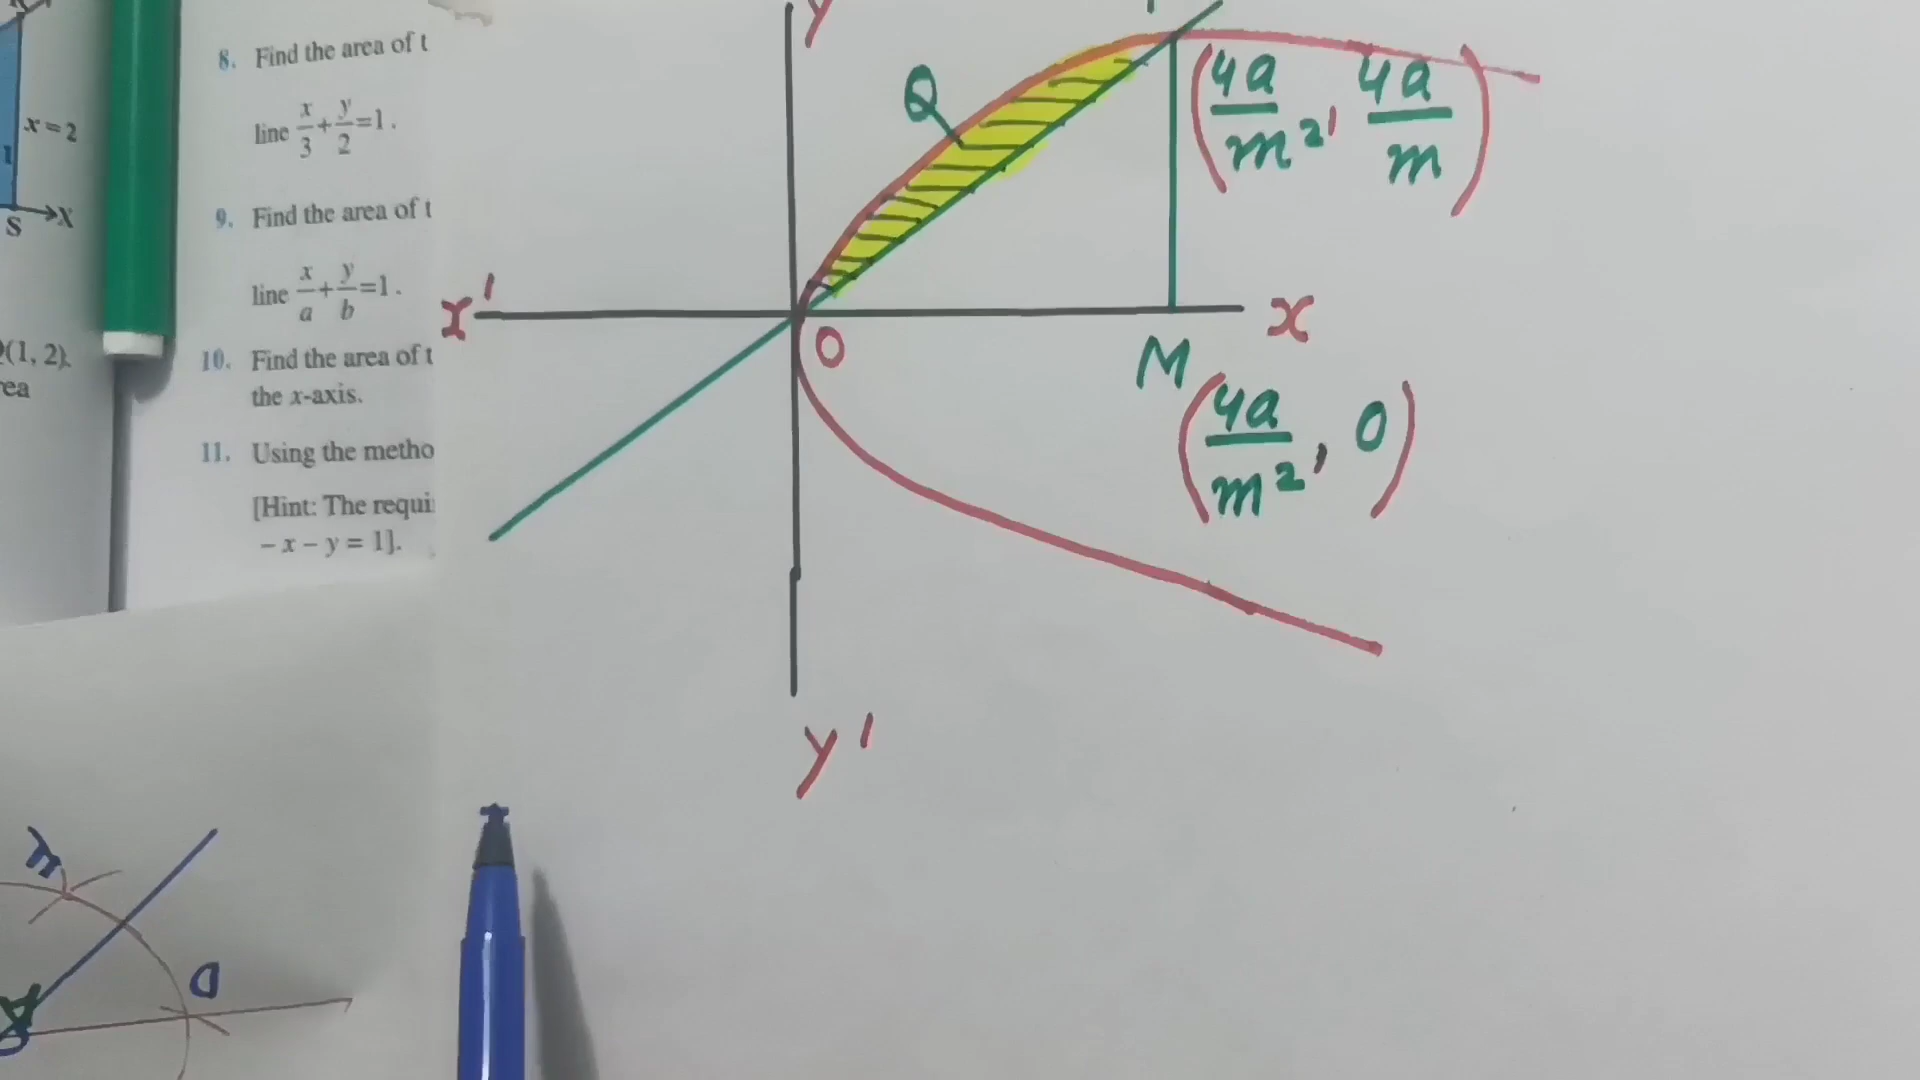 x = 2
1
S
X
(1, 2).
rea
8. Find the area of t
line x/3 + y/2 = 1.
9. Find the area of t
line x/a + y/b = 1.
10. Find the area of t
the x-axis.
11. Using the metho
[Hint: The requi
– x – y = 1].
y
Q
(4a/m², 4a/m)
x'
O
x
M
(4a/m², 0)
y'
D